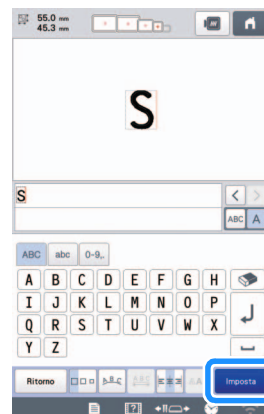 55.0 mm
45.3 mm
S
S
ABC A
ABC abc 0-9,.
A B C D E F G H
I J K L M N O P
Q R S T U V W X
Y Z
Ritorno Imposta